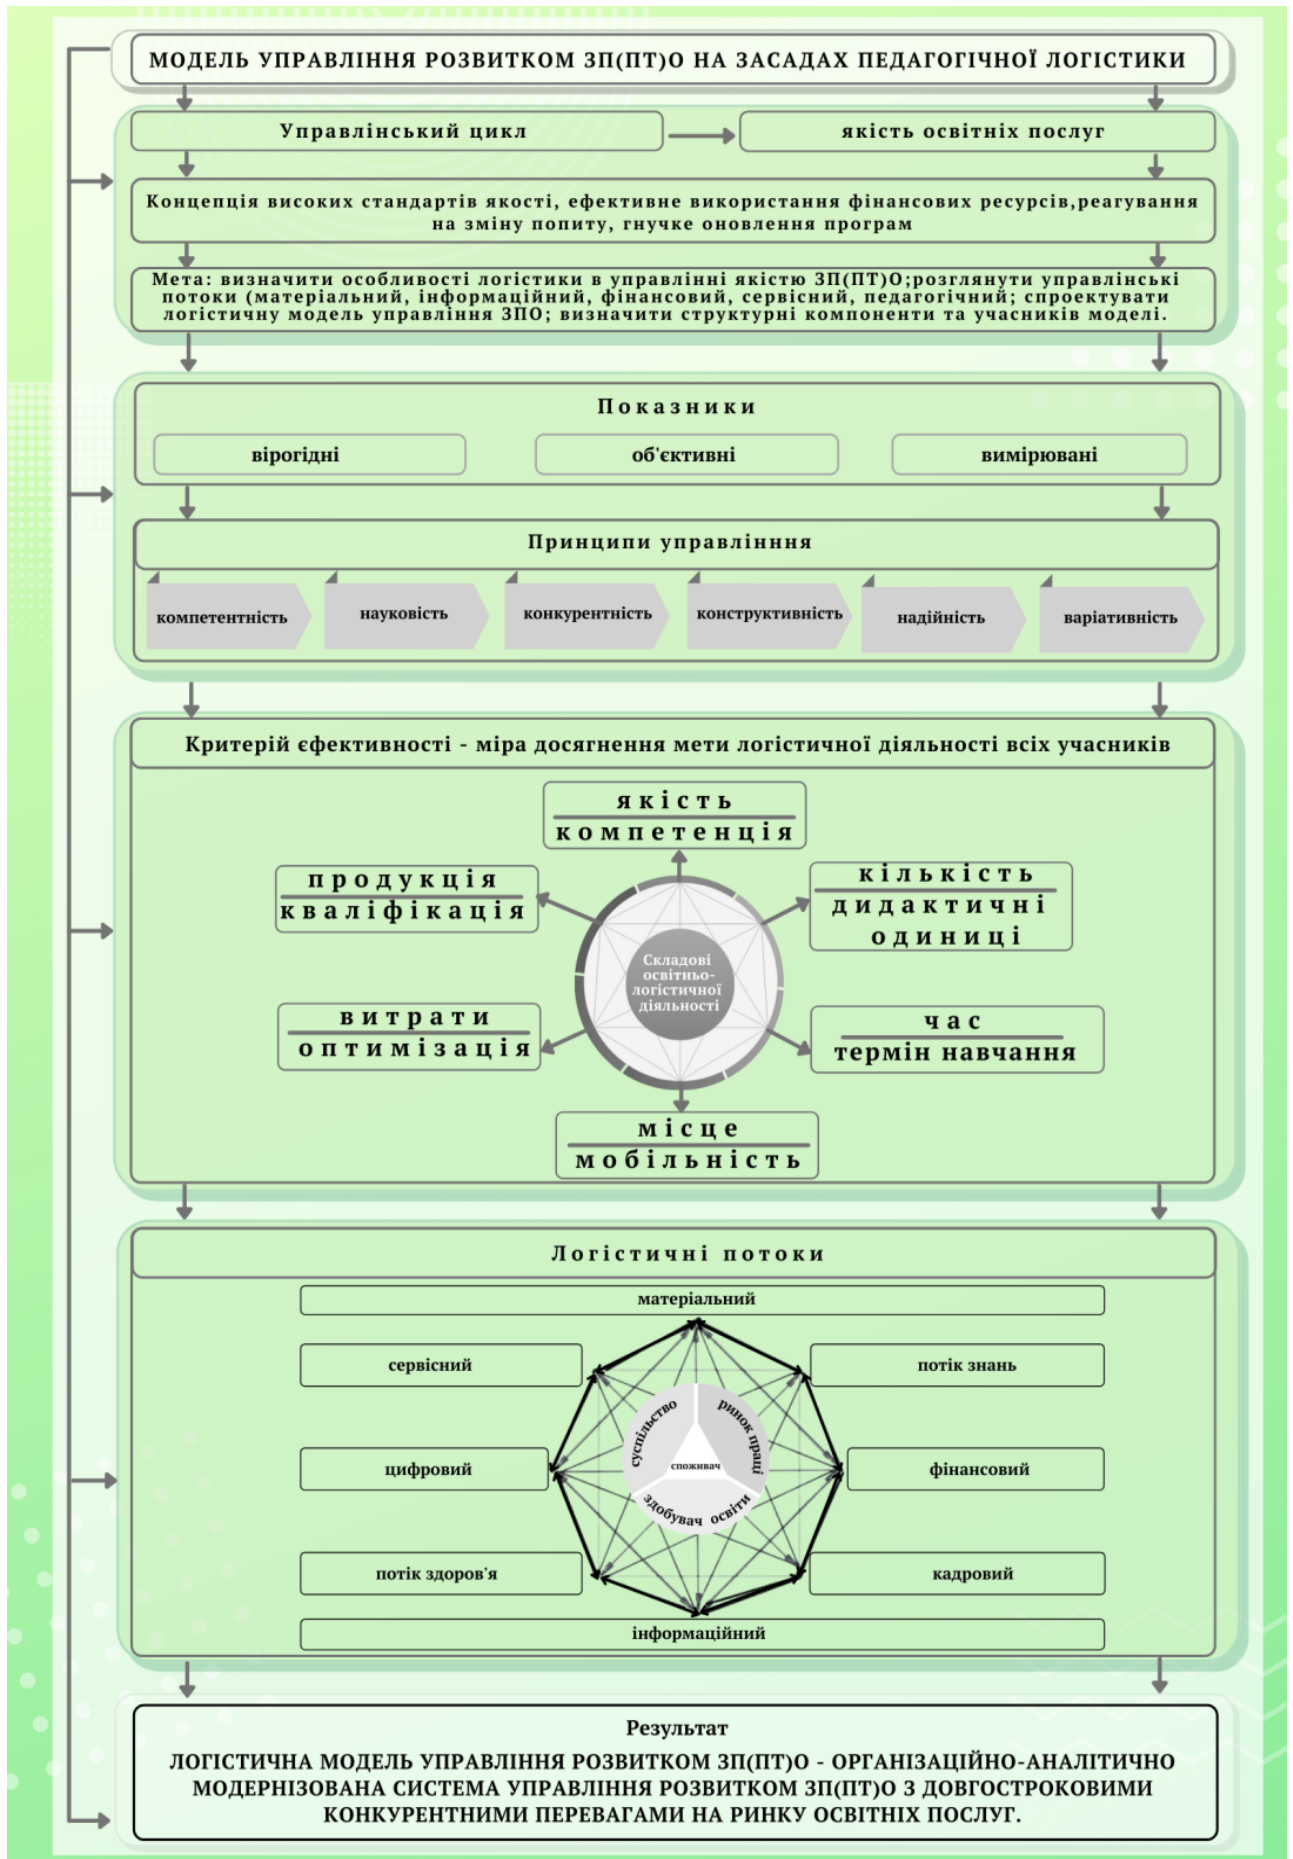 МОДЕЛЬ УПРАВЛІННЯ РОЗВИТКОМ ЗП(ПТ)О НА ЗАСАДАХ ПЕДАГОГІЧНОЇ ЛОГІСТИКИ
Управлінський цикл
якість освітніх послуг
Концепція високих стандартів якості, ефективне використання фінансових ресурсів,реагування
на зміну попиту, гнучке оновлення програм
Мета: визначити особливості логістики в управлінні якістю ЗП(ПТ)О;розглянути управлінські
потоки (матеріальний, інформаційний, фінансовий, сервісний, педагогічний; спроектувати
логістичну модель управління ЗПО; визначити структурні компоненти та учасників моделі.
Показники
вірогідні
об'єктивні
вимірювані
Принципи управлінння
компетентність
науковість
конкурентність
конструктивність
надійність
варіативність
Критерій єфективності - міра досягнення мети логістичної діяльності всіх учасників
якість
компетенція
продукція
кваліфікація
кількість
дидактичні
одиниці
Складові
освітньо-
логістичної
діяльності
витрати
оптимізація
час
термін навчання
місце
мобільність
Логістичні потоки
матеріальний
сервісний
потік знань
суспільство
ринок праці
споживач
здобувач освіти
цифровий
фінансовий
потік здоров'я
кадровий
інформаційний
Результат
ЛОГІСТИЧНА МОДЕЛЬ УПРАВЛІННЯ РОЗВИТКОМ ЗП(ПТ)О - ОРГАНІЗАЦІЙНО-АНАЛІТИЧНО
МОДЕРНІЗОВАНА СИСТЕМА УПРАВЛІННЯ РОЗВИТКОМ ЗП(ПТ)О З ДОВГОСТРОКОВИМИ
КОНКУРЕНТНИМИ ПЕРЕВАГАМИ НА РИНКУ ОСВІТНІХ ПОСЛУГ.